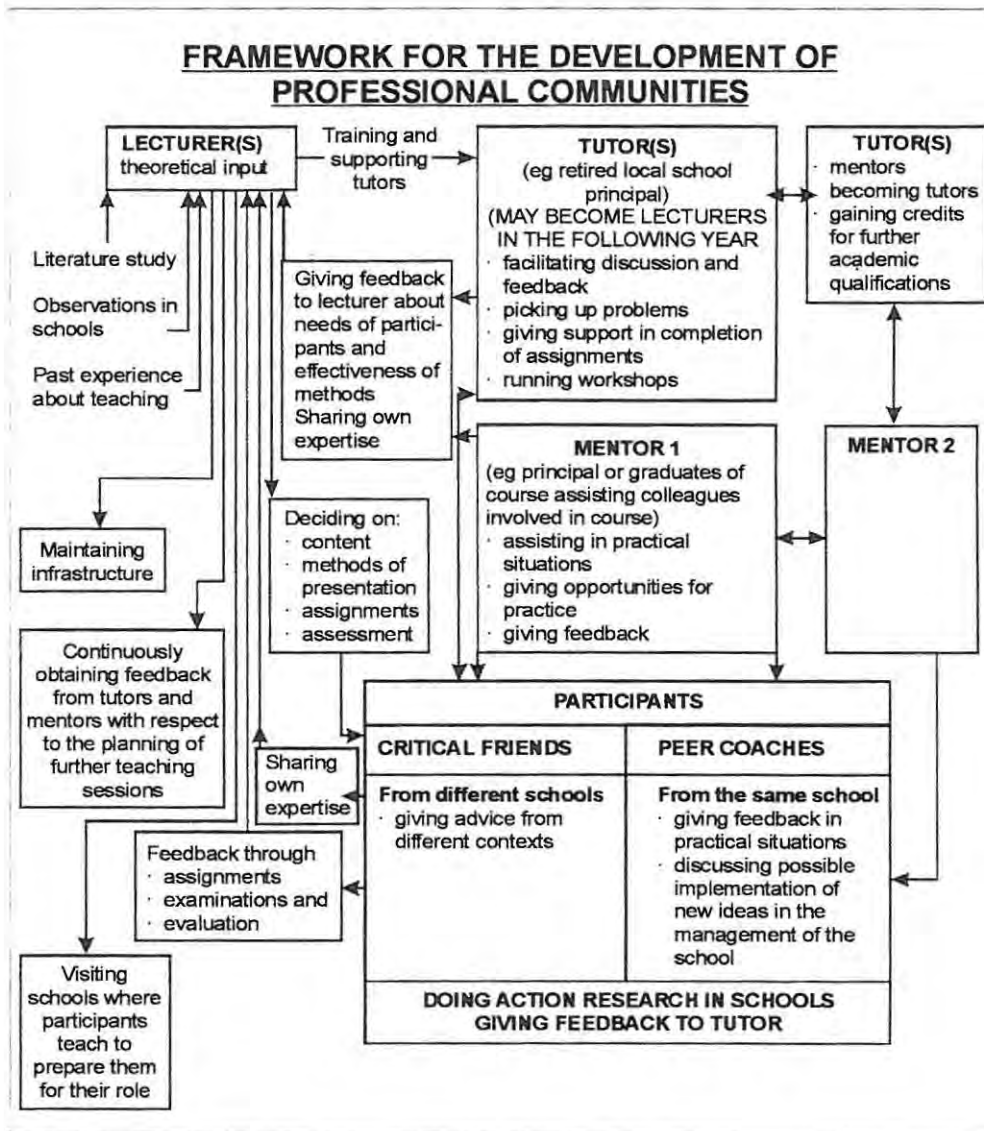 FRAMEWORK FOR THE DEVELOPMENT OF
PROFESSIONAL COMMUNITIES
LECTURER(S)
theoretical input
Training and
supporting
tutors
TUTOR(S)
(eg retired local school
principal)
(MAY BECOME LECTURERS
IN THE FOLLOWING YEAR
· facilitating discussion and
feedback
· picking up problems
· giving support in completion
of assignments
· running workshops
TUTOR(S)
· mentors
· becoming tutors
· gaining credits
for further
academic
qualifications
Literature study
Observations in
schools
Past experience
about teaching
Giving feedback
to lecturer about
needs of partici-
pants and
effectiveness of
methods
Sharing own
expertise
MENTOR 1
(eg principal or graduates of
course assisting colleagues
involved in course)
· assisting in practical
situations
· giving opportunities for
practice
· giving feedback
MENTOR 2
Maintaining
infrastructure
Deciding on:
· content
· methods of
presentation
· assignments
· assessment
Continuously
obtaining feedback
from tutors and
mentors with respect
to the planning of
further teaching
sessions
Sharing
own
expertise
Feedback through
· assignments
· examinations and
· evaluation
Visiting
schools where
participants
teach to
prepare them
for their role
PARTICIPANTS
CRITICAL FRIENDS
From different schools
· giving advice from
different contexts
PEER COACHES
From the same school
· giving feedback in
practical situations
· discussing possible
implementation of
new ideas in the
management of the
school
DOING ACTION RESEARCH IN SCHOOLS
GIVING FEEDBACK TO TUTOR